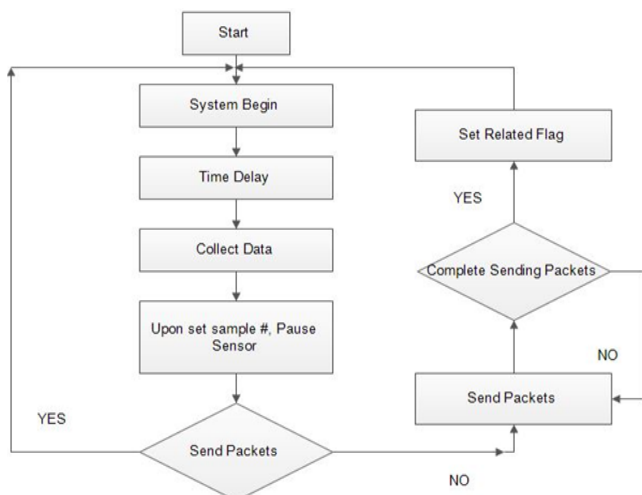 Start
System Begin
Time Delay
Collect Data
Upon set sample #, Pause
Sensor
YES
Send Packets
NO
Set Related Flag
YES
Complete Sending Packets
NO
Send Packets